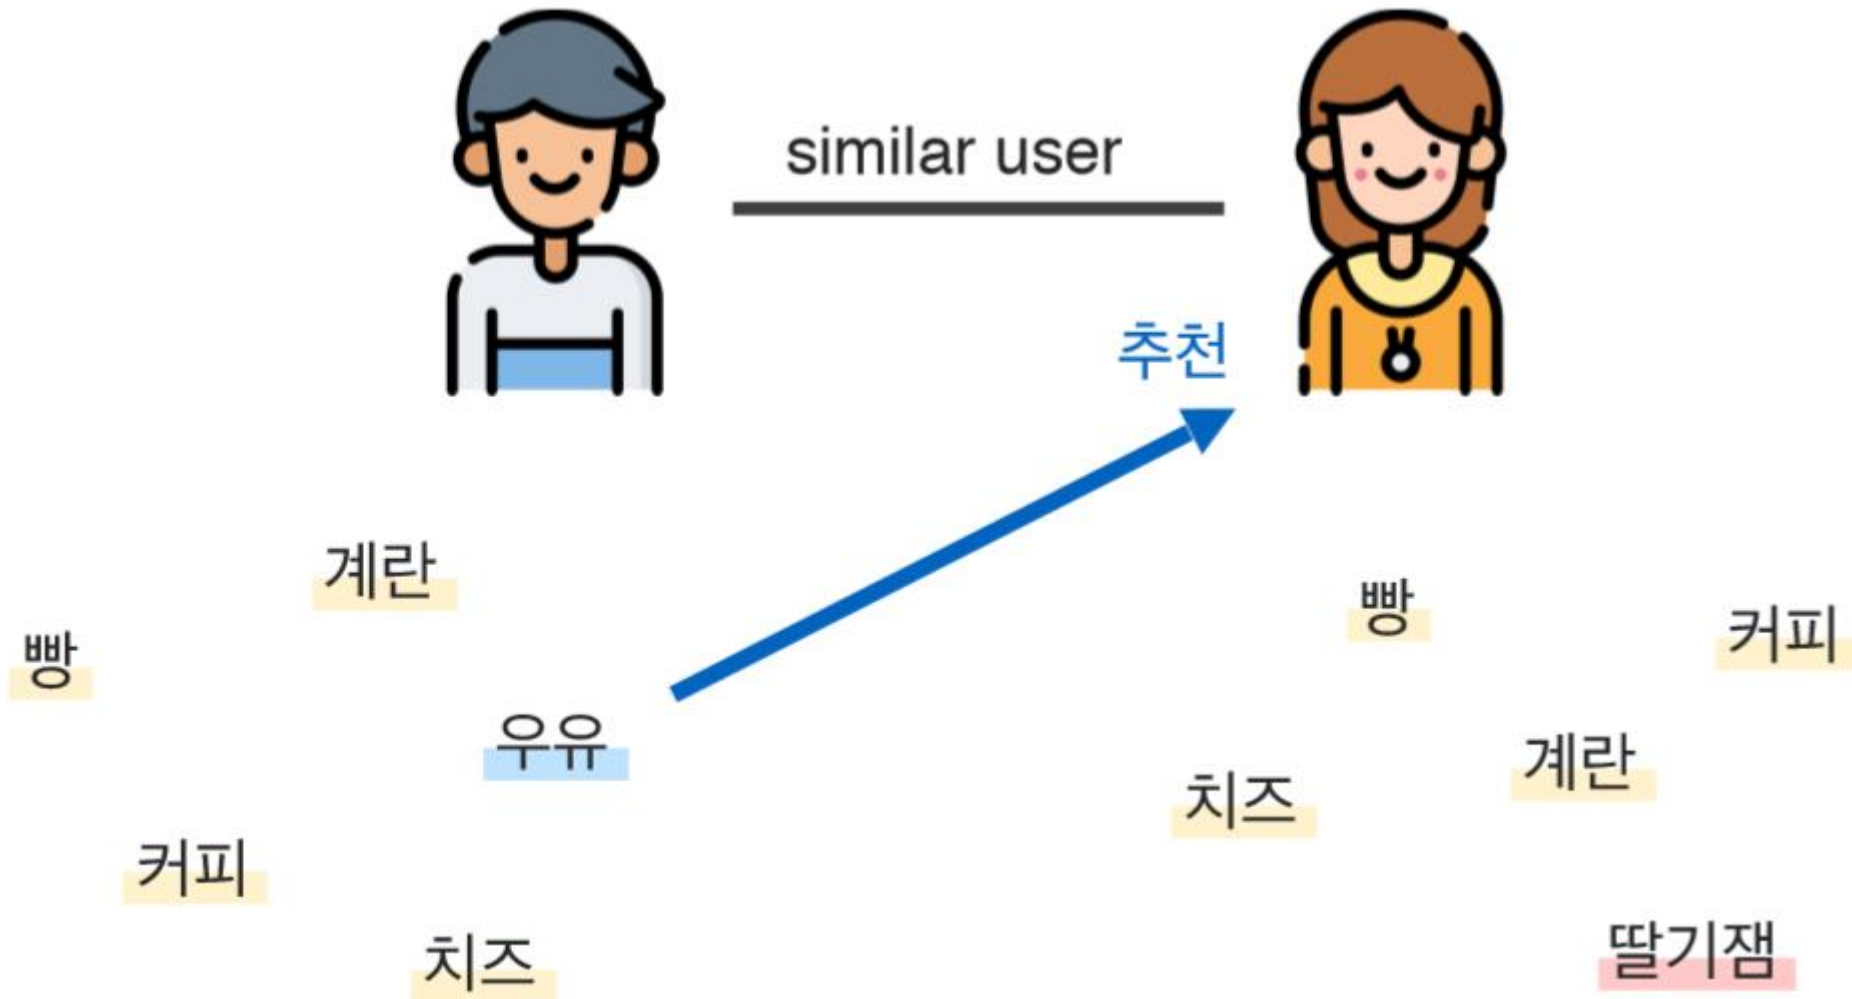 similar user
추천
계란
빵
우유
커피
치즈
빵
커피
계란
치즈
딸기잼